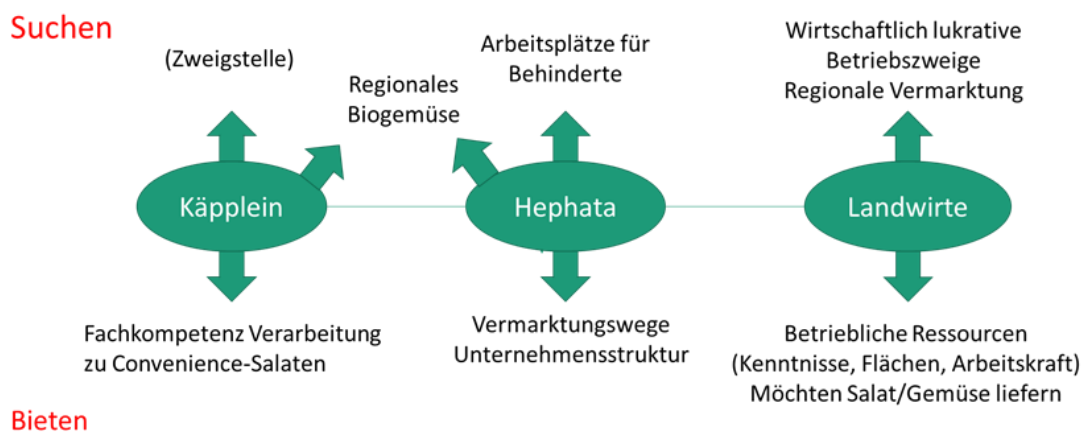 Suchen
(Zweigstelle)
Regionales
Biogemüse
Arbeitsplätze für
Behinderte
Wirtschaftlich lukrative
Betriebszweige
Regionale Vermarktung
Käpplein
Hephata
Landwirte
Fachkompetenz Verarbeitung
zu Convenience-Salaten
Vermarktungswege
Unternehmensstruktur
Betriebliche Ressourcen
(Kenntnisse, Flächen, Arbeitskraft)
Möchten Salat/Gemüse liefern
Bieten